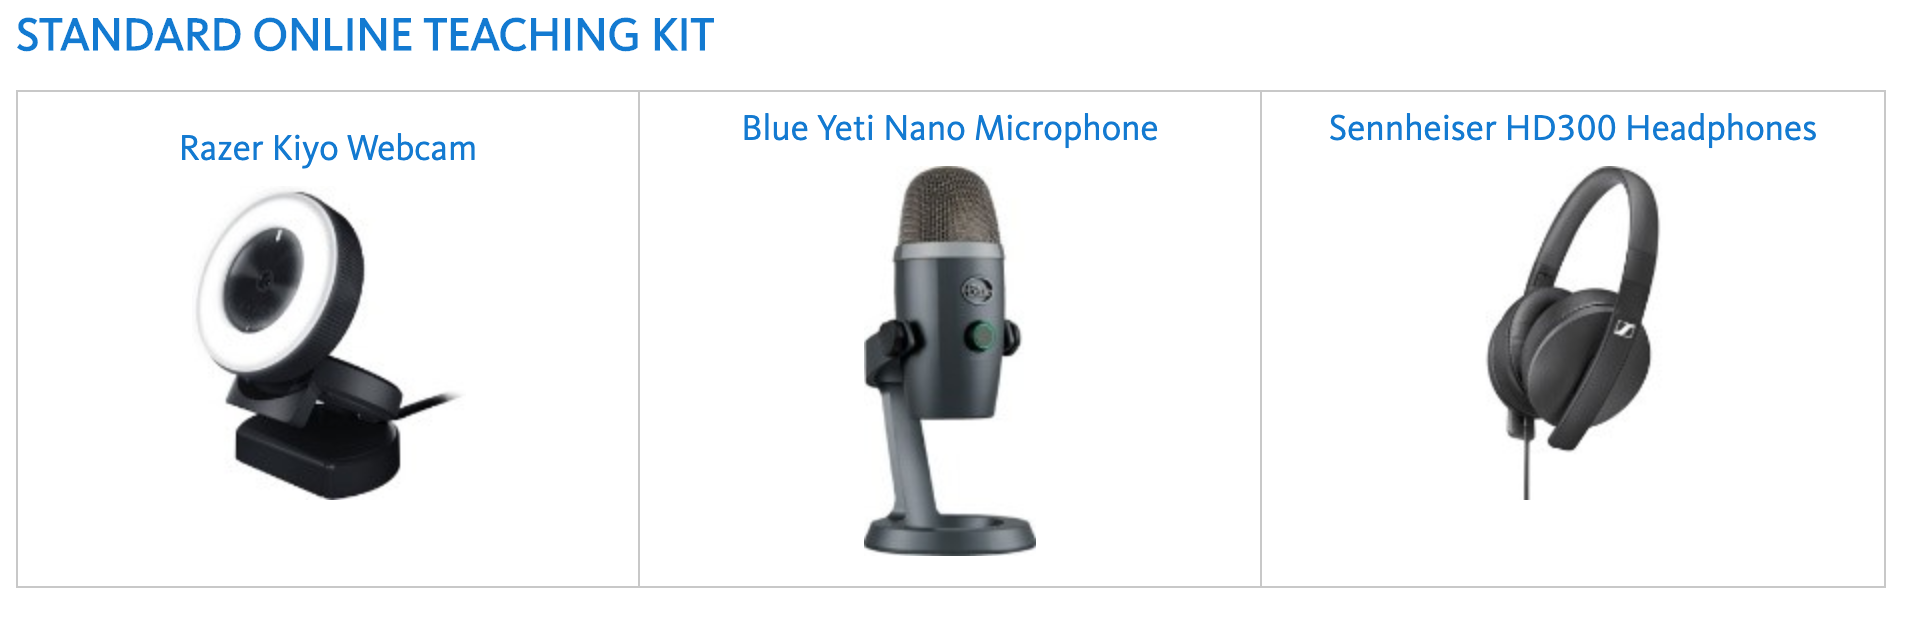 STANDARD ONLINE TEACHING KIT
Razer Kiyo Webcam
Blue Yeti Nano Microphone
Sennheiser HD300 Headphones